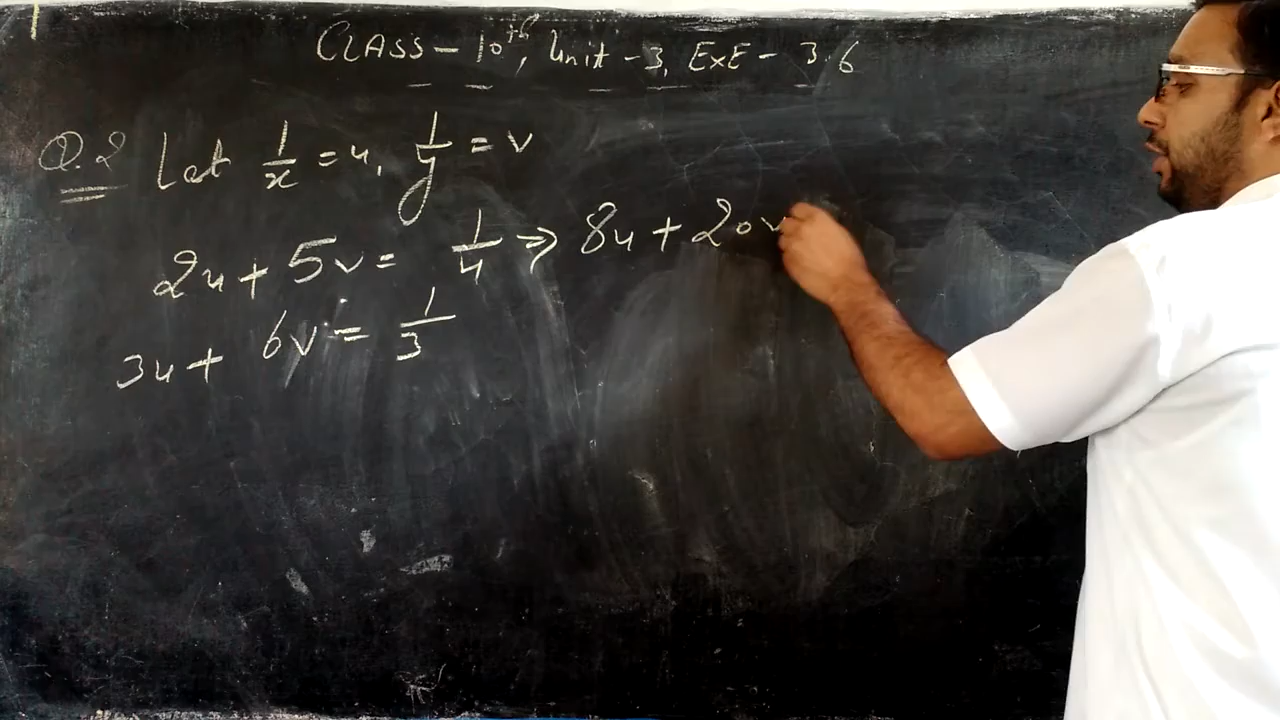 CLASS - 10th, Unit - 3, EXE - 3.6
Q.2 Let 1/x = u, 1/y = v
2u + 5v = 1/4 => 8u + 20v
3u + 6v = 1/3